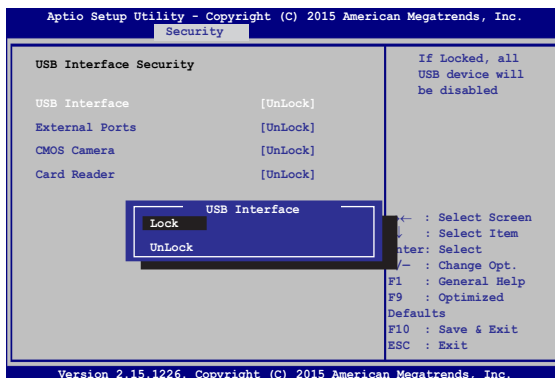 Aptio Setup Utility - Copyright (C) 2015 American Megatrends, Inc.
Security
USB Interface Security
USB Interface [UnLock]
External Ports [UnLock]
CMOS Camera [UnLock]
Card Reader [UnLock]
If Locked, all
USB device will
be disabled
USB Interface
Lock
UnLock
← : Select Screen
↓ : Select Item
nter: Select
/— : Change Opt.
F1 : General Help
F9 : Optimized
Defaults
F10 : Save & Exit
ESC : Exit
Version 2.15.1226. Copyright (C) 2015 American Megatrends, Inc.